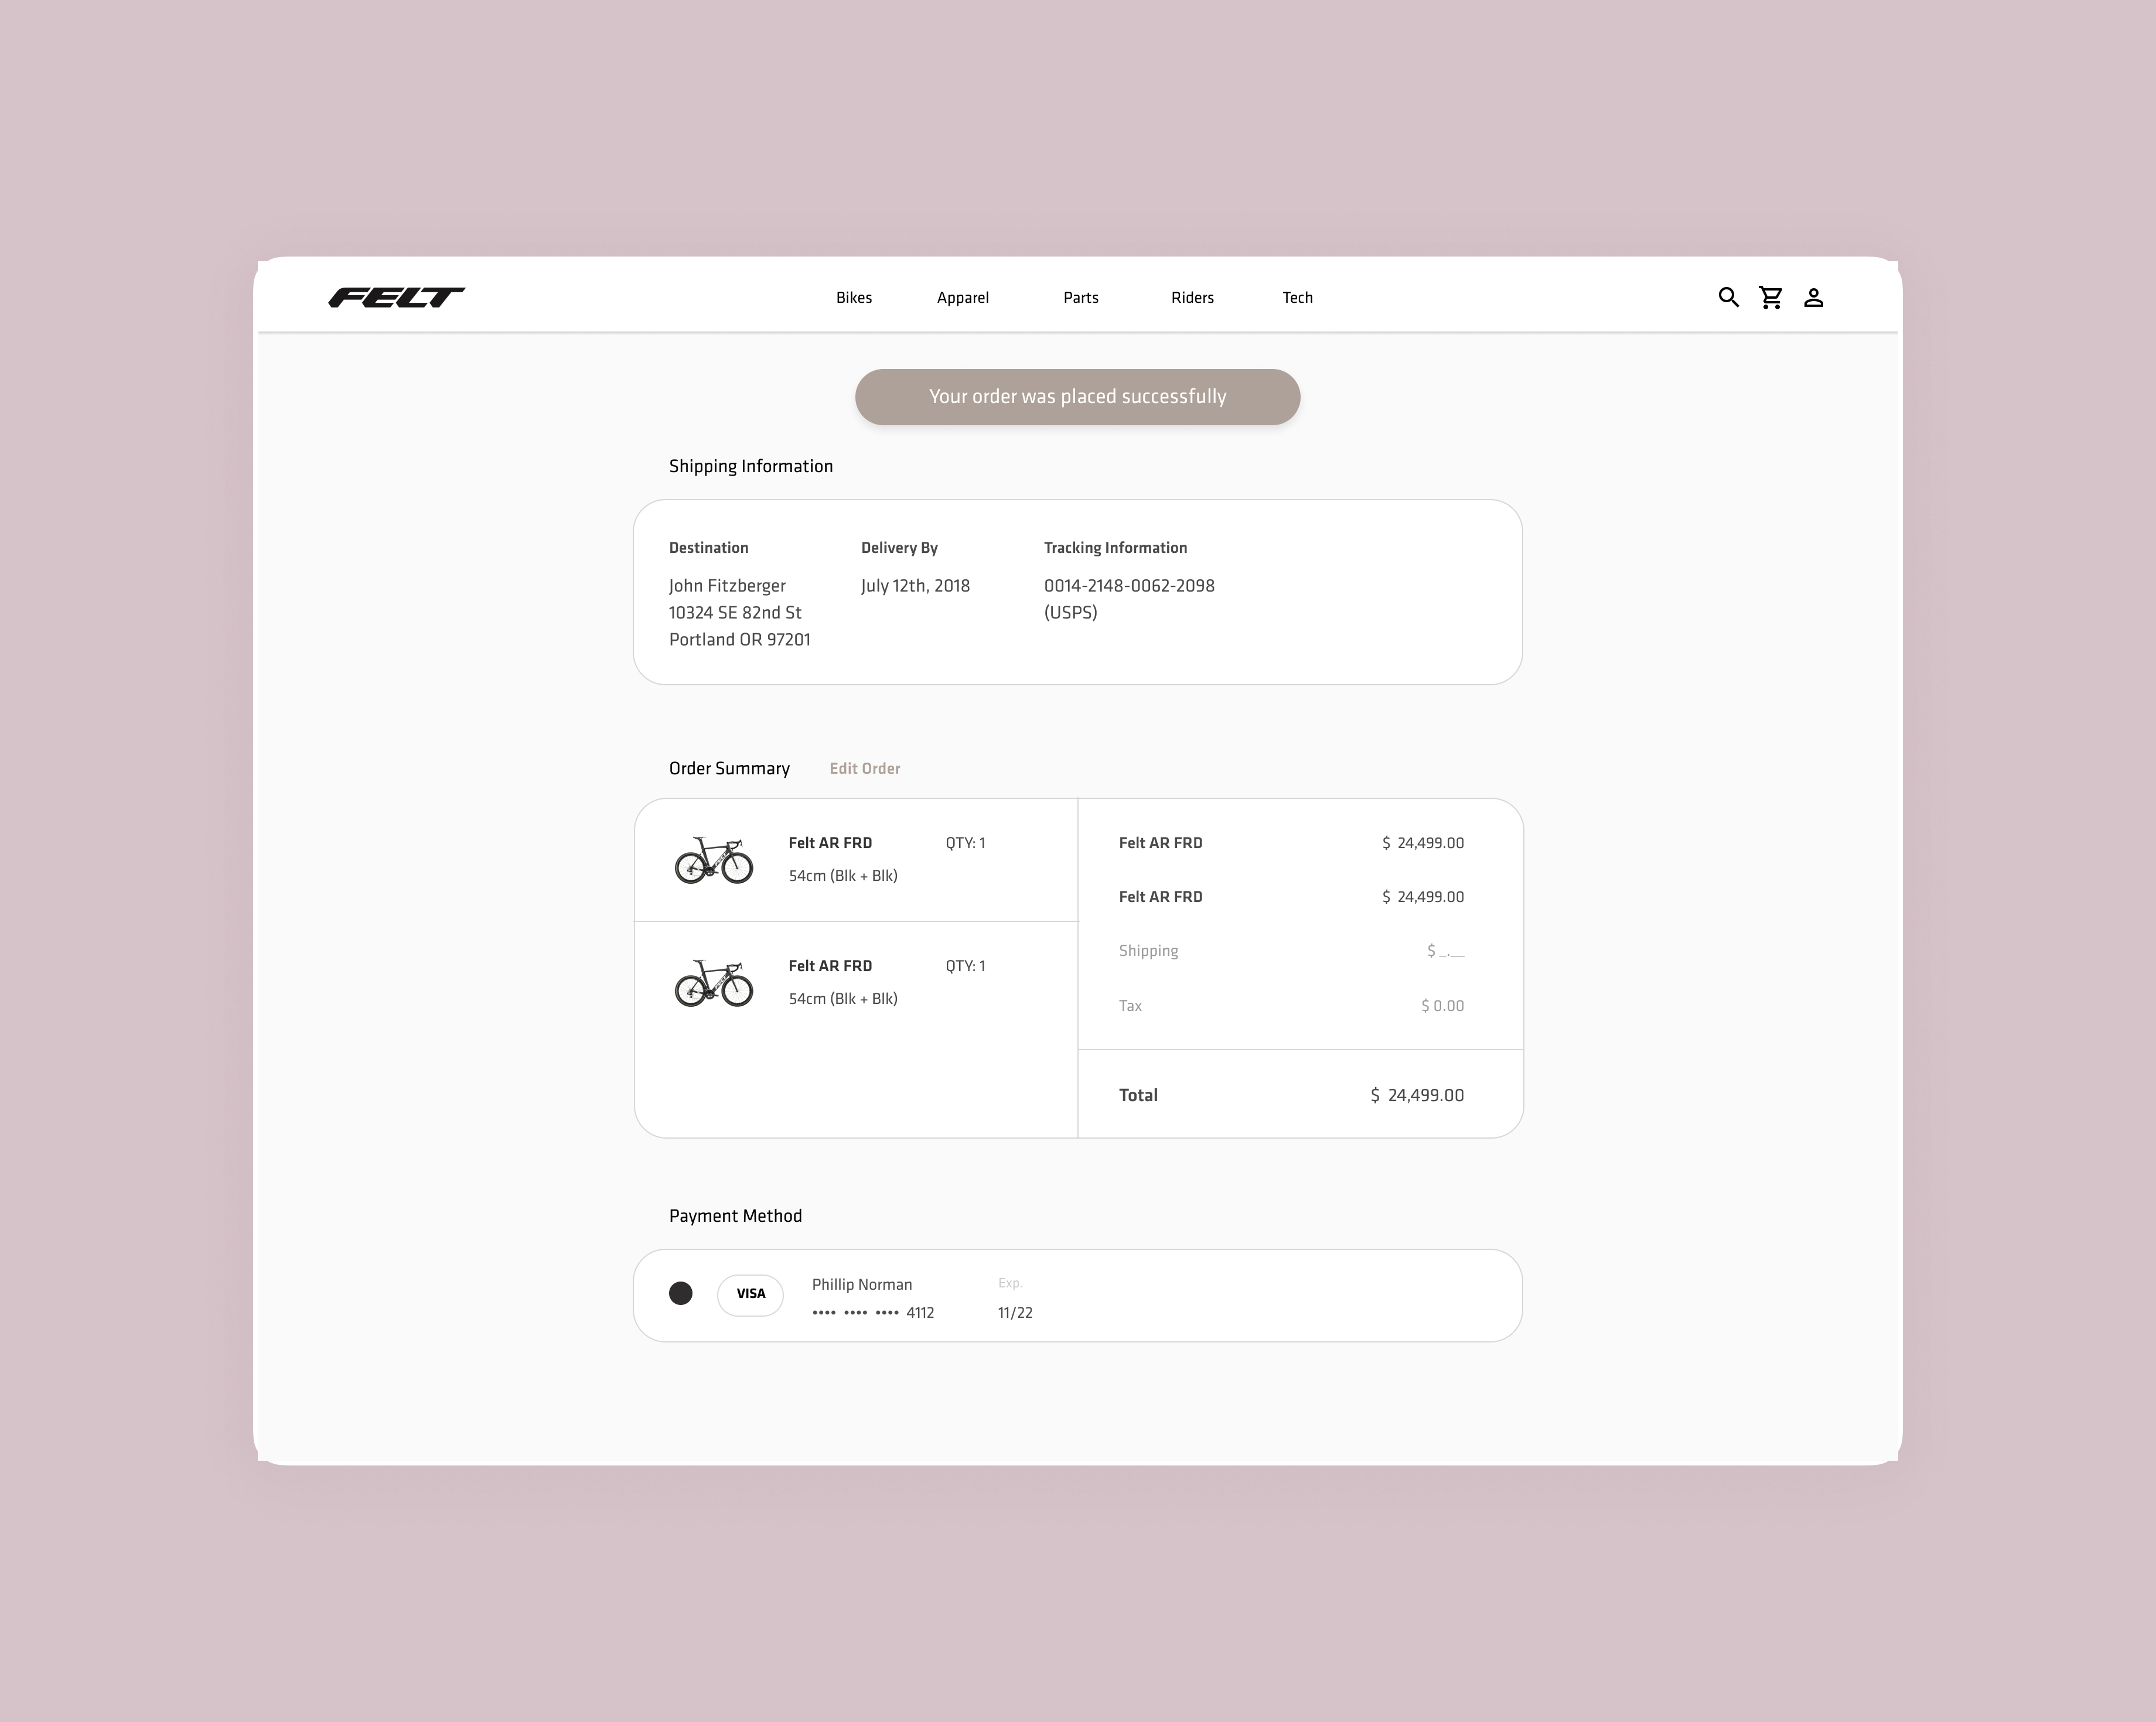 FELT
Bikes Apparel Parts Riders Tech
Your order was placed successfully
Shipping Information
Destination Delivery By Tracking Information
John Fitzberger July 12th, 2018 0014-2148-0062-2098
10324 SE 82nd St (USPS)
Portland OR 97201
Order Summary Edit Order
Felt AR FRD QTY: 1
54cm (Blk + Blk)
Felt AR FRD QTY: 1
54cm (Blk + Blk)
Felt AR FRD $ 24,499.00
Felt AR FRD $ 24,499.00
Shipping $ _.__
Tax $ 0.00
Total $ 24,499.00
Payment Method
VISA
Phillip Norman Exp.
•••• •••• •••• 4112 11/22